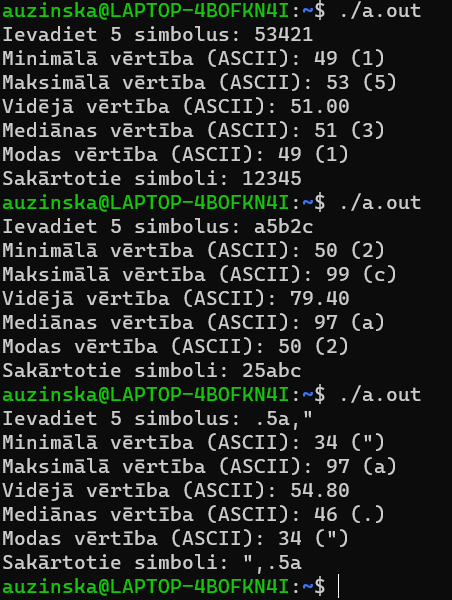 auzinska@LAPTOP-4BOFKN4I:~$ ./a.out
Ievadiet 5 simbolus: 53421
Minimālā vērtība (ASCII): 49 (1)
Maksimālā vērtība (ASCII): 53 (5)
Vidējā vērtība (ASCII): 51.00
Mediānas vērtība (ASCII): 51 (3)
Modas vērtība (ASCII): 49 (1)
Sakārtotie simboli: 12345
auzinska@LAPTOP-4BOFKN4I:~$ ./a.out
Ievadiet 5 simbolus: a5b2c
Minimālā vērtība (ASCII): 50 (2)
Maksimālā vērtība (ASCII): 99 (c)
Vidējā vērtība (ASCII): 79.40
Mediānas vērtība (ASCII): 97 (a)
Modas vērtība (ASCII): 50 (2)
Sakārtotie simboli: 25abc
auzinska@LAPTOP-4BOFKN4I:~$ ./a.out
Ievadiet 5 simbolus: .5a,"
Minimālā vērtība (ASCII): 34 (")
Maksimālā vērtība (ASCII): 97 (a)
Vidējā vērtība (ASCII): 54.80
Mediānas vērtība (ASCII): 46 (.)
Modas vērtība (ASCII): 34 (")
Sakārtotie simboli: ",.5a
auzinska@LAPTOP-4BOFKN4I:~$